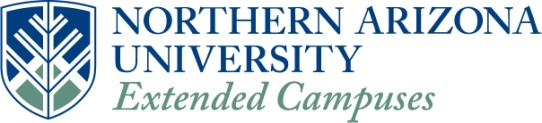 NORTHERN ARIZONA
UNIVERSITY
Extended Campuses